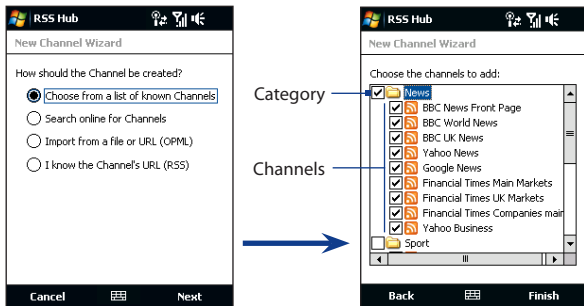 RSS Hub
New Channel Wizard
How should the Channel be created?
Choose from a list of known Channels
Search online for Channels
Import from a file or URL (OPML)
I know the Channel's URL (RSS)
Cancel
Next
Category
Channels
RSS Hub
New Channel Wizard
Choose the channels to add:
News
BBC News Front Page
BBC World News
BBC UK News
Yahoo News
Google News
Financial Times Main Markets
Financial Times UK Markets
Financial Times Companies mair
Yahoo Business
Sport
Back
Finish